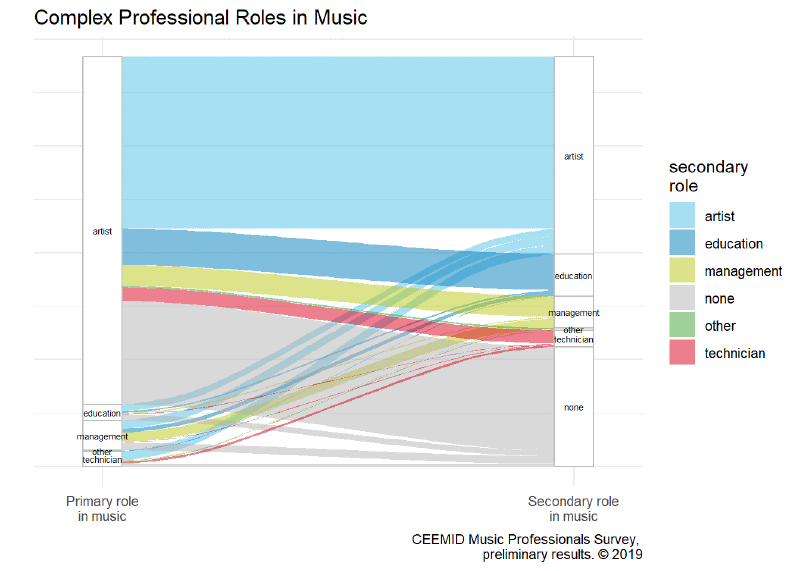 Complex Professional Roles in Music
artist
education
management
other
technician
artist
education
management
other
technician
none
secondary
role
artist
education
management
none
other
technician
Primary role
in music
Secondary role
in music
CEEMID Music Professionals Survey,
preliminary results. © 2019